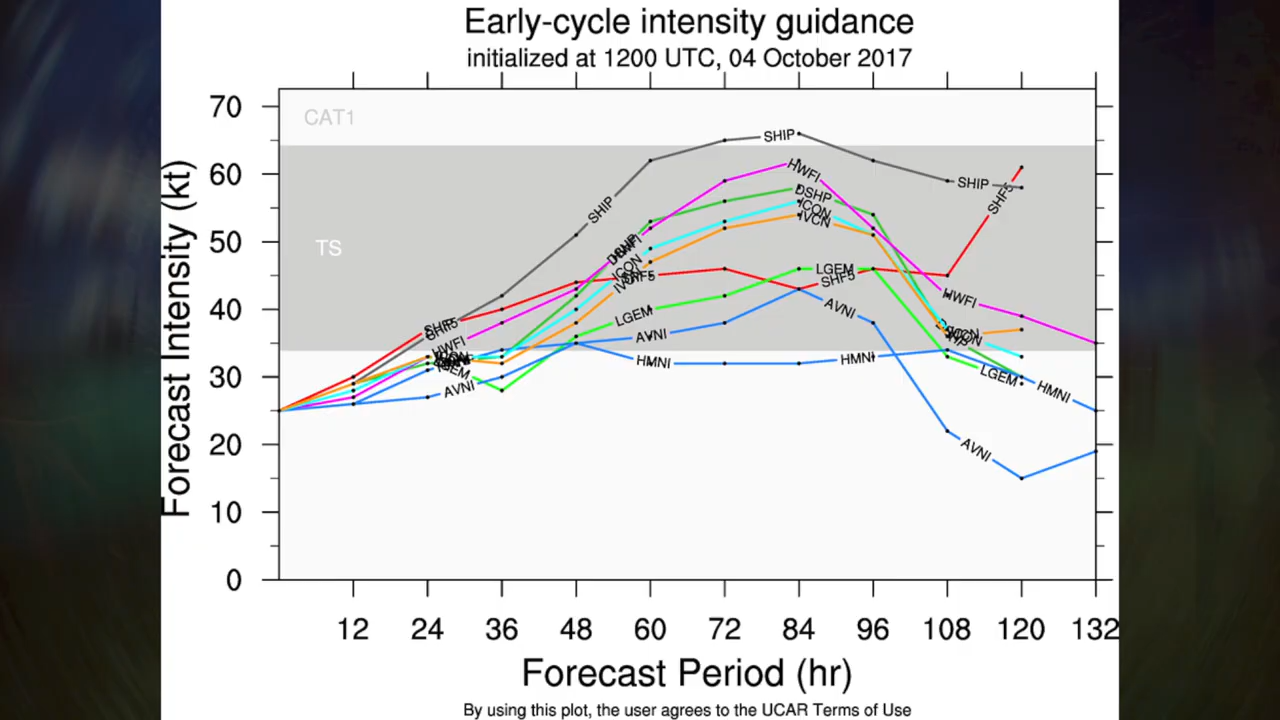 Early-cycle intensity guidance
initialized at 1200 UTC, 04 October 2017
Forecast Intensity (kt)
70
60
50
40
30
20
10
0
CAT1
TS
SHIP
SHIP
HWFI
SHIP
SHF5
SHIP
DSHP
ICON
IVCN
DSHP
ICON
IVCN
SHF5
LGEM
SHF5
LGEM
AVNI
AVNI
HMNI
HMNI
SHIP
SHF5
HWFI
HWFI
LGEM
AVNI
ICON
LGEM
HMNI
AVNI
12 24 36 48 60 72 84 96 108 120 132
Forecast Period (hr)
By using this plot, the user agrees to the UCAR Terms of Use